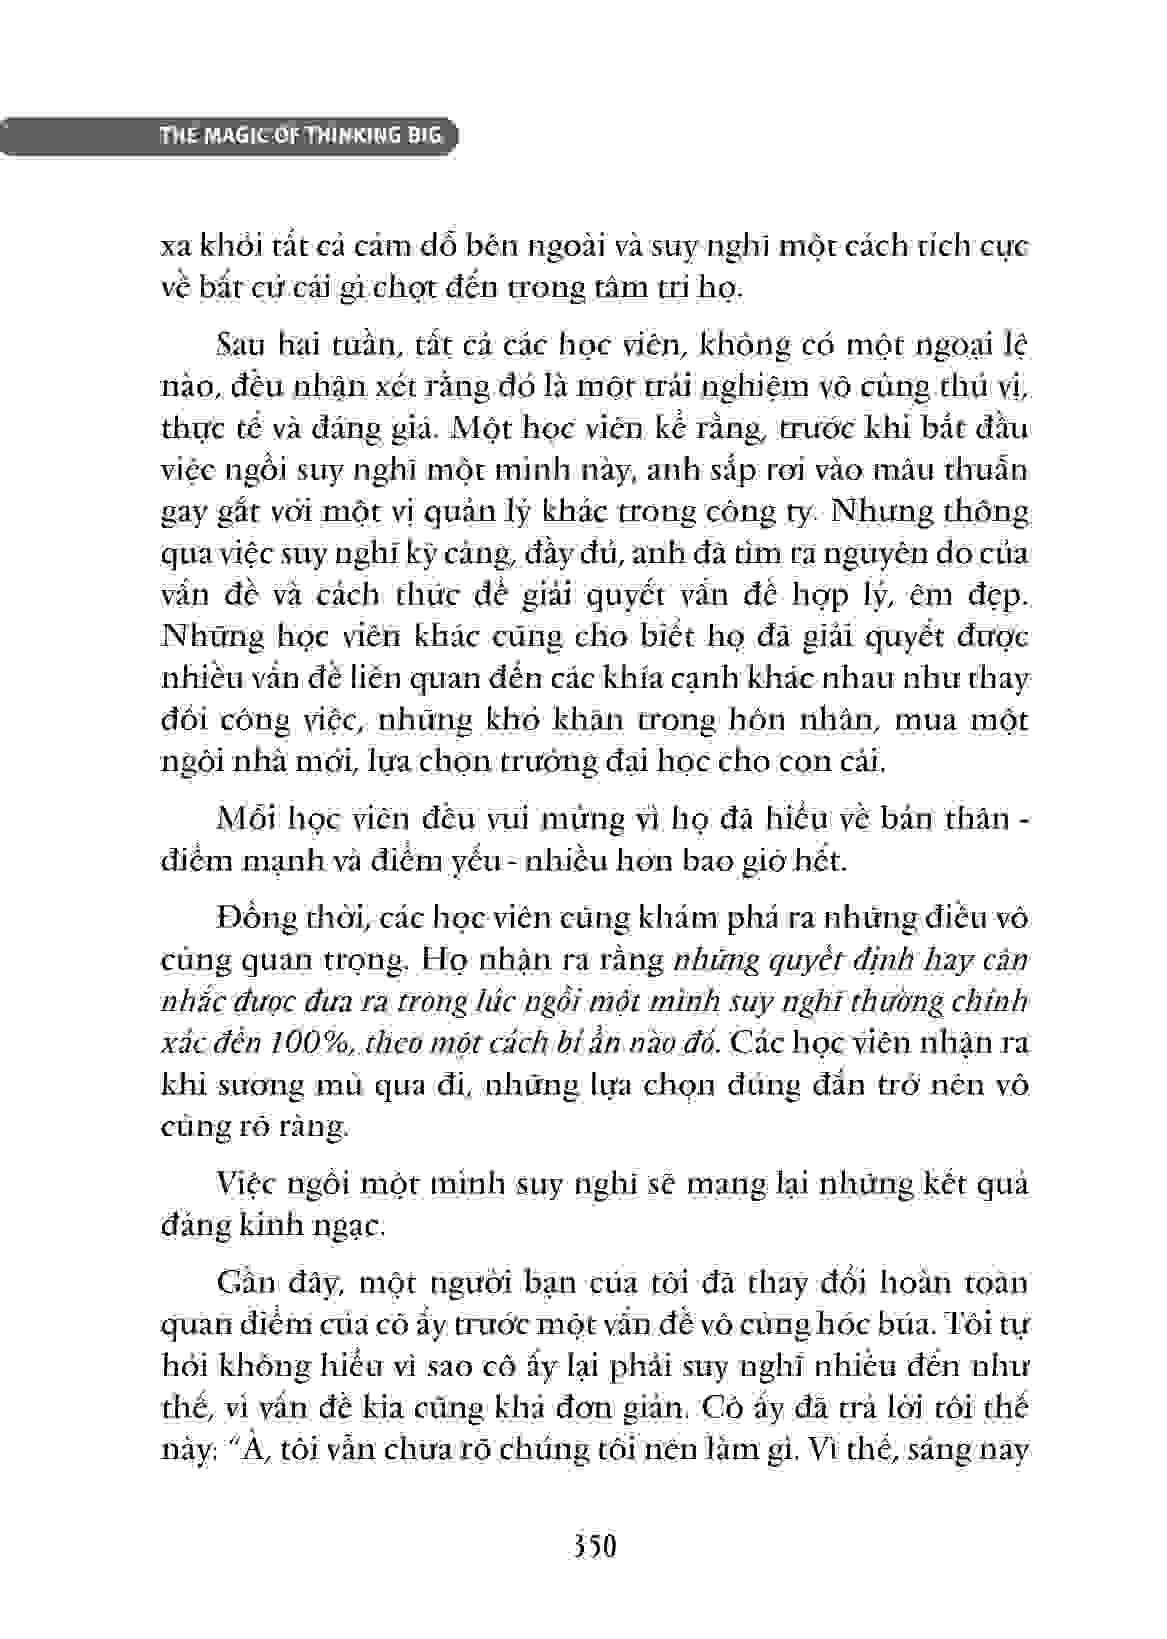 THE MAGIC OF THINKING BIG
xa khỏi tất cả cám dỗ bên ngoài và suy nghĩ một cách tích cực
về bất cứ cái gì chợt đến trong tâm trí họ.
Sau hai tuần, tất cả các học viên, không có một ngoại lệ
nào, đều nhận xét rằng đó là một trải nghiệm vô cùng thú vị,
thực tế và đáng giá. Một học viên kể rằng, trước khi bắt đầu
việc ngồi suy nghĩ một mình này, anh sắp rơi vào mâu thuẫn
gay gắt với một vị quản lý khác trong công ty. Nhưng thông
qua việc suy nghĩ kỹ càng, đầy đủ, anh đã tìm ra nguyên do của
vấn đề và cách thức để giải quyết vấn đề hợp lý, êm đẹp.
Những học viên khác cũng cho biết họ đã giải quyết được
nhiều vấn đề liên quan đến các khía cạnh khác nhau như thay
đổi công việc, những khó khăn trong hôn nhân, mua một
ngôi nhà mới, lựa chọn trường đại học cho con cái.
Mỗi học viên đều vui mừng vì họ đã hiểu về bản thân -
điểm mạnh và điểm yếu - nhiều hơn bao giờ hết.
Đồng thời, các học viên cũng khám phá ra những điều vô
cùng quan trọng. Họ nhận ra rằng những quyết định hay cân
nhắc được đưa ra trong lúc ngồi một mình suy nghĩ thường chính
xác đến 100%, theo một cách bí ẩn nào đó. Các học viên nhận ra
khi sương mù qua đi, những lựa chọn đúng đắn trở nên vô
cùng rõ ràng.
Việc ngồi một mình suy nghĩ sẽ mang lại những kết quả
đáng kinh ngạc.
Gần đây, một người bạn của tôi đã thay đổi hoàn toàn
quan điểm của cô ấy trước một vấn đề vô cùng hóc búa. Tôi tự
hỏi không hiểu vì sao cô ấy lại phải suy nghĩ nhiều đến như
thế, vì vấn đề kia cũng khá đơn giản. Cô ấy đã trả lời tôi thế
này: “À, tôi vẫn chưa rõ chúng tôi nên làm gì. Vì thế, sáng nay
350